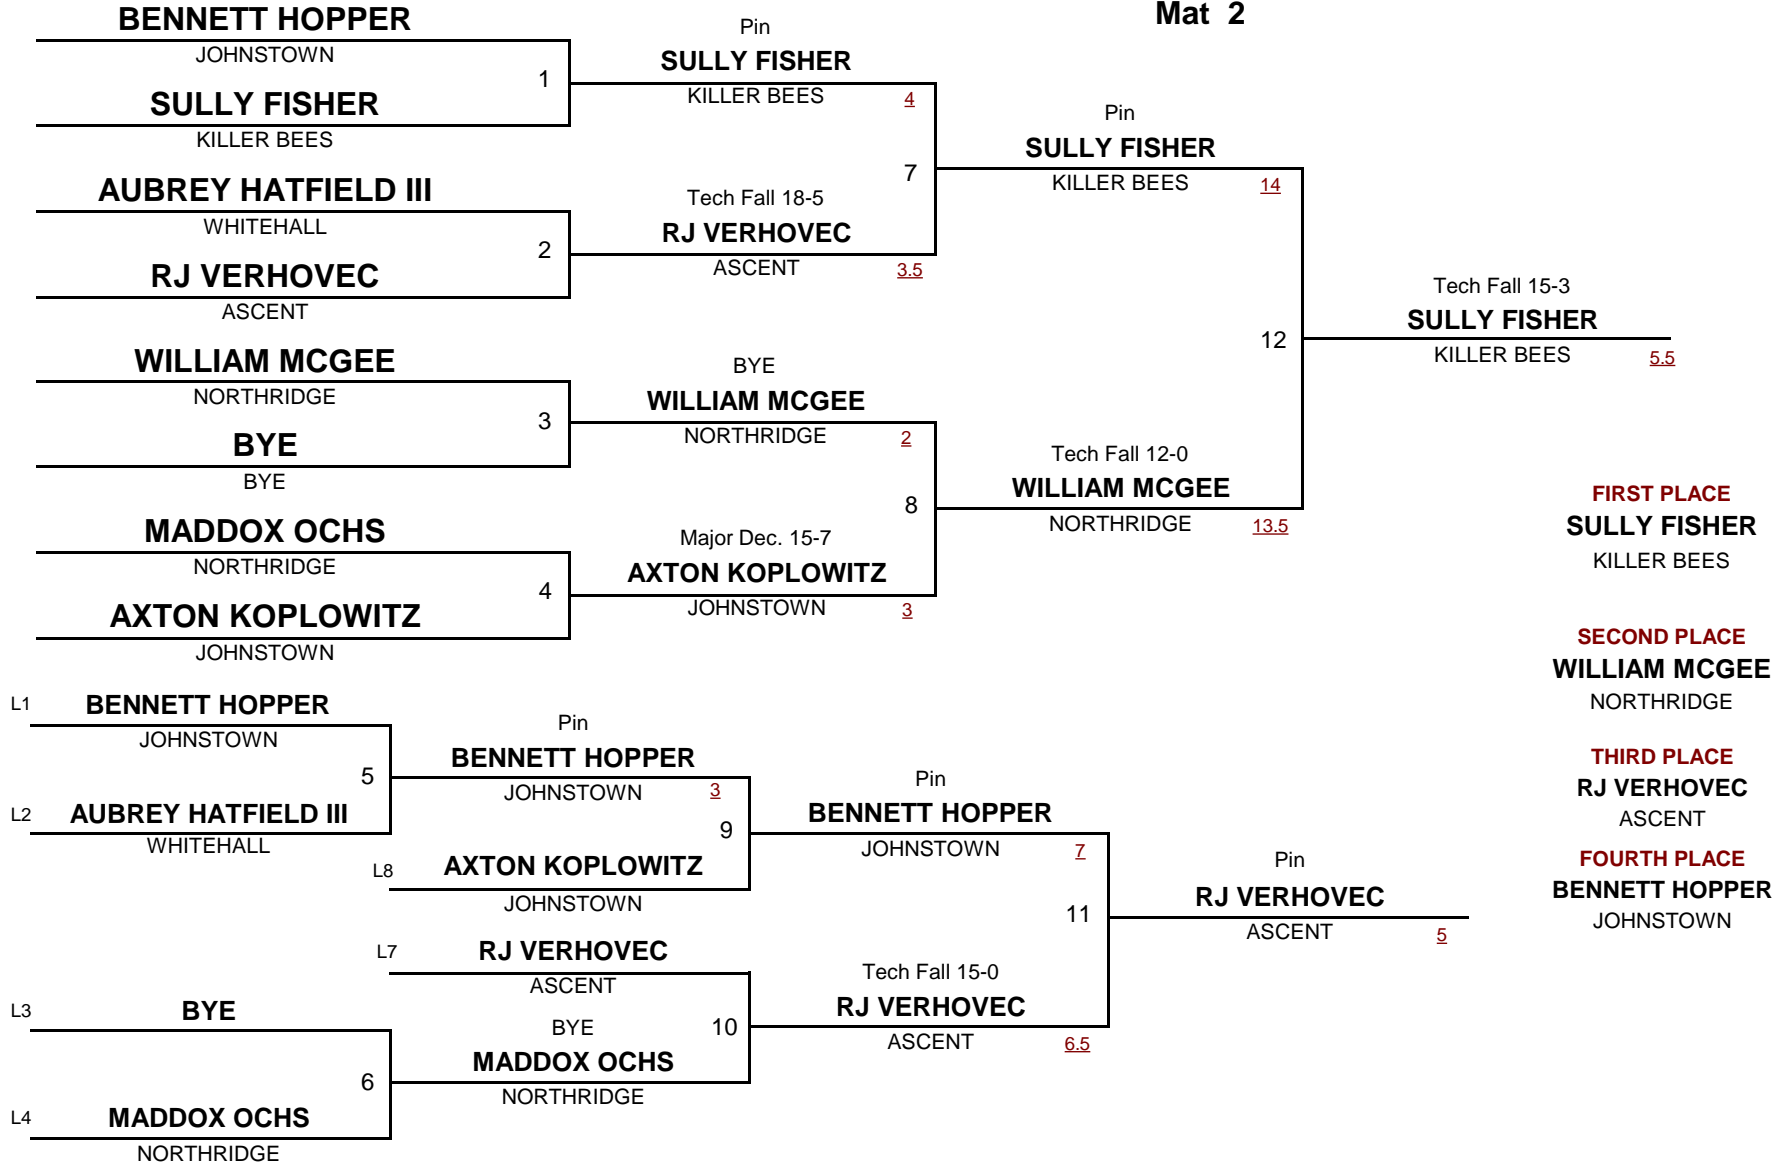 Mat 2
BENNETT HOPPER
JOHNSTOWN
1
SULLY FISHER
KILLER BEES
AUBREY HATFIELD III
WHITEHALL
2
RJ VERHOVEC
ASCENT
WILLIAM MCGEE
NORTHRIDGE
3
BYE
BYE
MADDOX OCHS
NORTHRIDGE
4
AXTON KOPLOWITZ
JOHNSTOWN
Pin
SULLY FISHER
KILLER BEES 4
7
Tech Fall 18-5
RJ VERHOVEC
ASCENT 3.5
BYE
WILLIAM MCGEE
NORTHRIDGE 2
8
Major Dec. 15-7
AXTON KOPLOWITZ
JOHNSTOWN 3
Pin
SULLY FISHER
KILLER BEES 14
12
Tech Fall 12-0
WILLIAM MCGEE
NORTHRIDGE 13.5
Tech Fall 15-3
SULLY FISHER
KILLER BEES 5.5
L1 BENNETT HOPPER
JOHNSTOWN
5
L2 AUBREY HATFIELD III
WHITEHALL
L3 BYE
6
L4 MADDOX OCHS
NORTHRIDGE
Pin
BENNETT HOPPER
JOHNSTOWN 3
9
L8 AXTON KOPLOWITZ
JOHNSTOWN
L7 RJ VERHOVEC
ASCENT
BYE 10
MADDOX OCHS
NORTHRIDGE
Pin
BENNETT HOPPER
JOHNSTOWN 7
11
Tech Fall 15-0
RJ VERHOVEC
ASCENT 6.5
Pin
RJ VERHOVEC
ASCENT 5
FIRST PLACE
SULLY FISHER
KILLER BEES
SECOND PLACE
WILLIAM MCGEE
NORTHRIDGE
THIRD PLACE
RJ VERHOVEC
ASCENT
FOURTH PLACE
BENNETT HOPPER
JOHNSTOWN